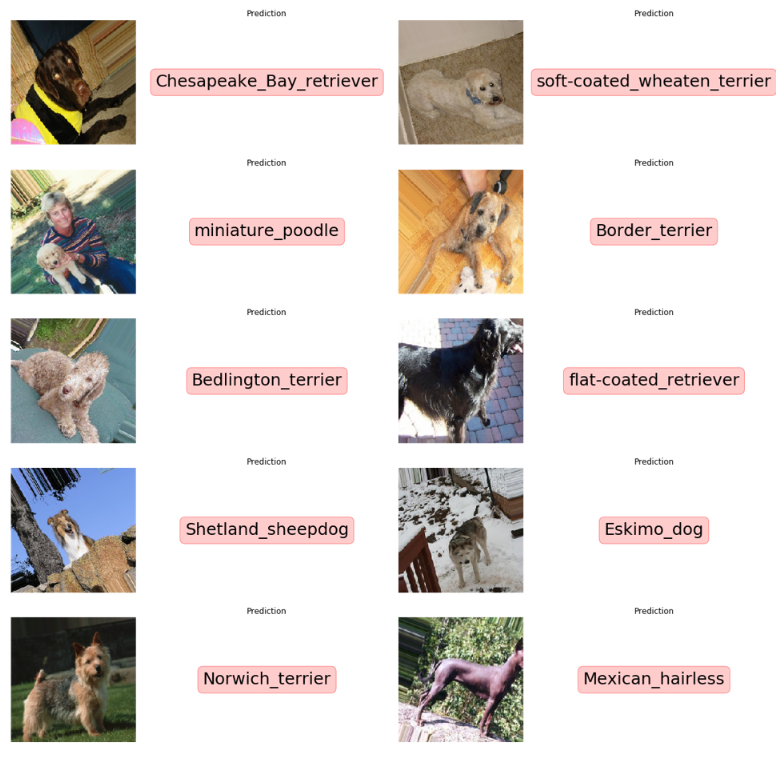 Prediction
Chesapeake_Bay_retriever
Prediction
soft-coated_wheaten_terrier
Prediction
miniature_poodle
Prediction
Border_terrier
Prediction
Bedlington_terrier
Prediction
flat-coated_retriever
Prediction
Shetland_sheepdog
Prediction
Eskimo_dog
Prediction
Norwich_terrier
Prediction
Mexican_hairless